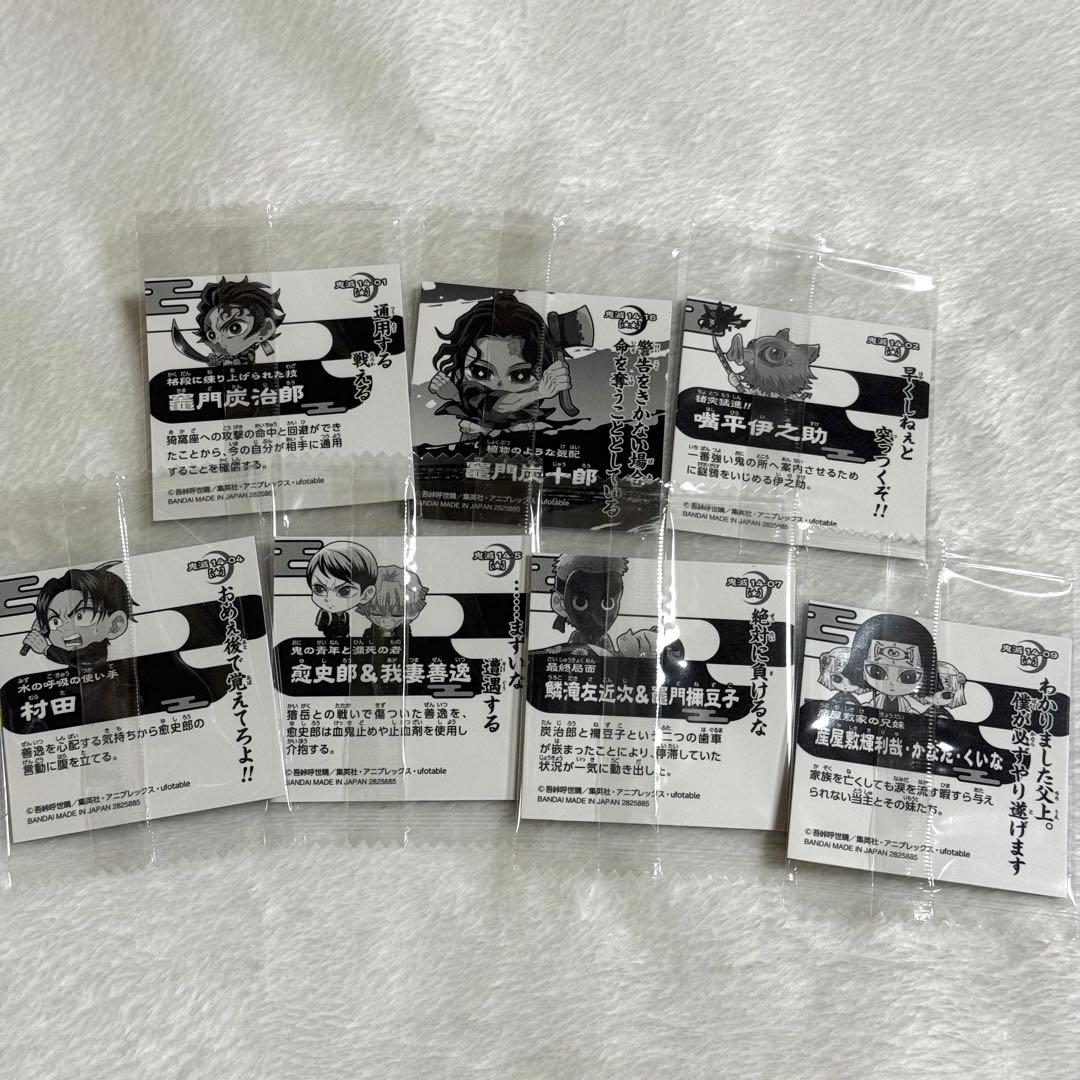 鬼滅 14-01
[★]
通用する
戦える
格段に練り上げられた技
竈門炭治郎
猗窩座への攻撃の命中と回避ができ
たことから、今の自分が相手に通用
することを確信する。
©吾峠呼世晴／集英社・アニプレックス・ufotable
BANDAI MADE IN JAPAN 2825885
鬼滅 14-16
[★★]
警告をきかない場合
命を奪うこととしている
植物のような気配
竈門炭十郎
©吾峠呼世晴／集英社・アニプレックス・ufotable
BANDAI MADE IN JAPAN 2825885
鬼滅 14-02
[★]
早くしねぇと
突っつくぞ!!
猪突猛進!!
嘴平伊之助
一番強い鬼の所へ案内させるため
に鎹鴉をいじめる伊之助。
©吾峠呼世晴／集英社・アニプレックス・ufotable
BANDAI MADE IN JAPAN 2825885
鬼滅 14-04
[★]
おめぇ後で覚えてろよ!!
水の呼吸の使い手
村田
善逸を心配する気持ちから愈史郎の
言動に腹を立てる。
©吾峠呼世晴／集英社・アニプレックス・ufotable
BANDAI MADE IN JAPAN 2825885
鬼滅 14-5
[★]
………まずいな
遭遇する
鬼の青年と瀕死の者
愈史郎&我妻善逸
獪岳との戦いで傷ついた善逸を、
愈史郎は血鬼止めや止血剤を使用し
介抱する。
©吾峠呼世晴／集英社・アニプレックス・ufotable
BANDAI MADE IN JAPAN 2825885
鬼滅 14-07
[★]
絶対に負けるな
最終局面
鱗滝左近次&竈門禰豆子
炭治郎と禰豆子という二つの歯車
が嵌まったことにより、停滞していた
状況が一気に動き出した。
©吾峠呼世晴／集英社・アニプレックス・ufotable
BANDAI MADE IN JAPAN 2825885
鬼滅 14-09
[★]
わかりました父上。
僕が必ずやり遂げます
産屋敷家の兄妹
産屋敷輝利哉・かなた・くいな
家族を亡くしても涙を流す暇すら与え
られない当主とその妹たち。
©吾峠呼世晴／集英社・アニプレックス・ufotable
BANDAI MADE IN JAPAN 2825885